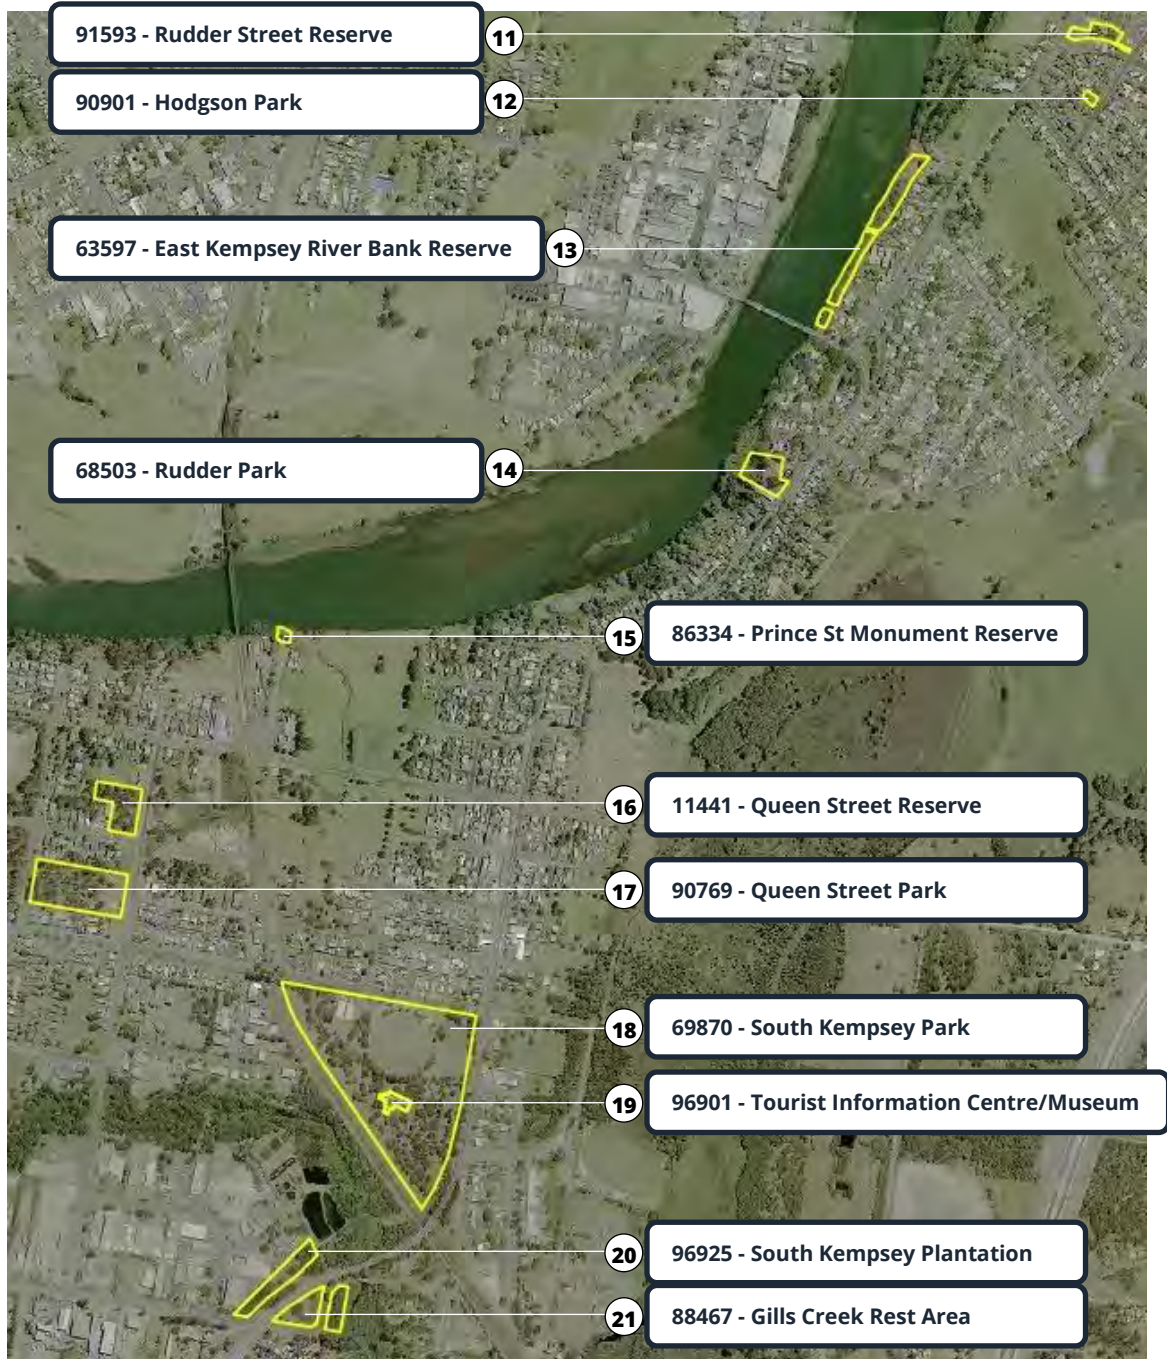 91593 - Rudder Street Reserve 11
90901 - Hodgson Park 12
63597 - East Kempsey River Bank Reserve 13
68503 - Rudder Park 14
15 86334 - Prince St Monument Reserve
16 11441 - Queen Street Reserve
17 90769 - Queen Street Park
18 69870 - South Kempsey Park
19 96901 - Tourist Information Centre/Museum
20 96925 - South Kempsey Plantation
21 88467 - Gills Creek Rest Area